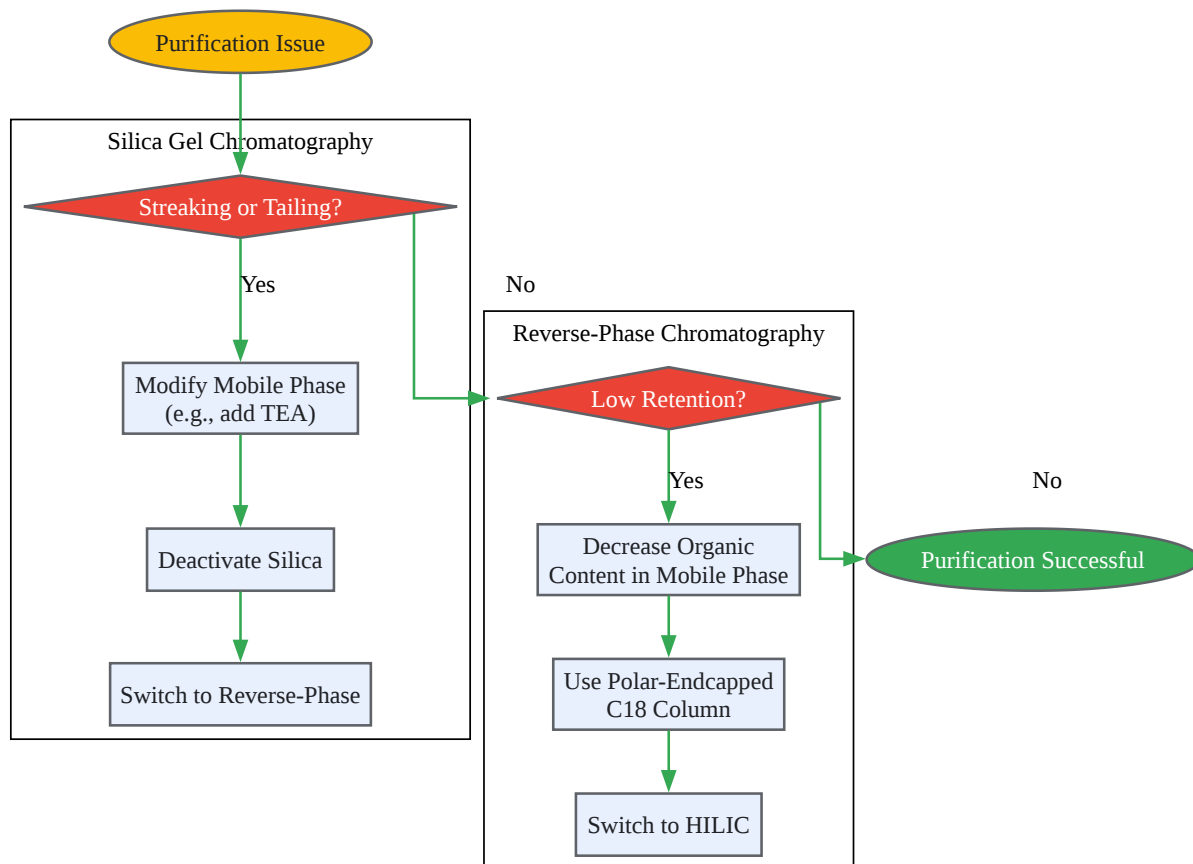 Purification Issue
Silica Gel Chromatography
Streaking or Tailing?
Yes
No
Modify Mobile Phase
(e.g., add TEA)
Deactivate Silica
Switch to Reverse-Phase
Reverse-Phase Chromatography
Low Retention?
Yes
No
Decrease Organic
Content in Mobile Phase
Purification Successful
Use Polar-Endcapped
C18 Column
Switch to HILIC